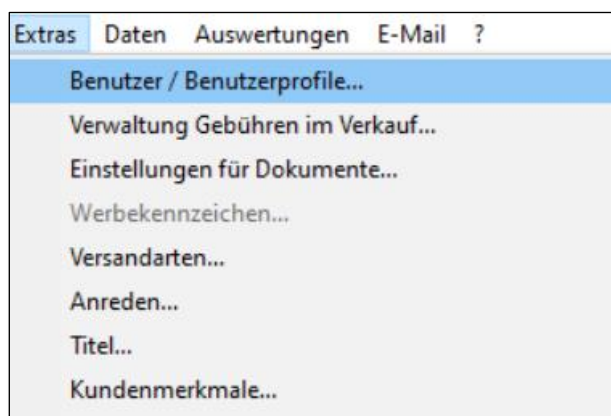 Extras Daten Auswertungen E-Mail ?
Benutzer / Benutzerprofile...
Verwaltung Gebühren im Verkauf...
Einstellungen für Dokumente...
Werbekennzeichen...
Versandarten...
Anreden...
Titel...
Kundenmerkmale...